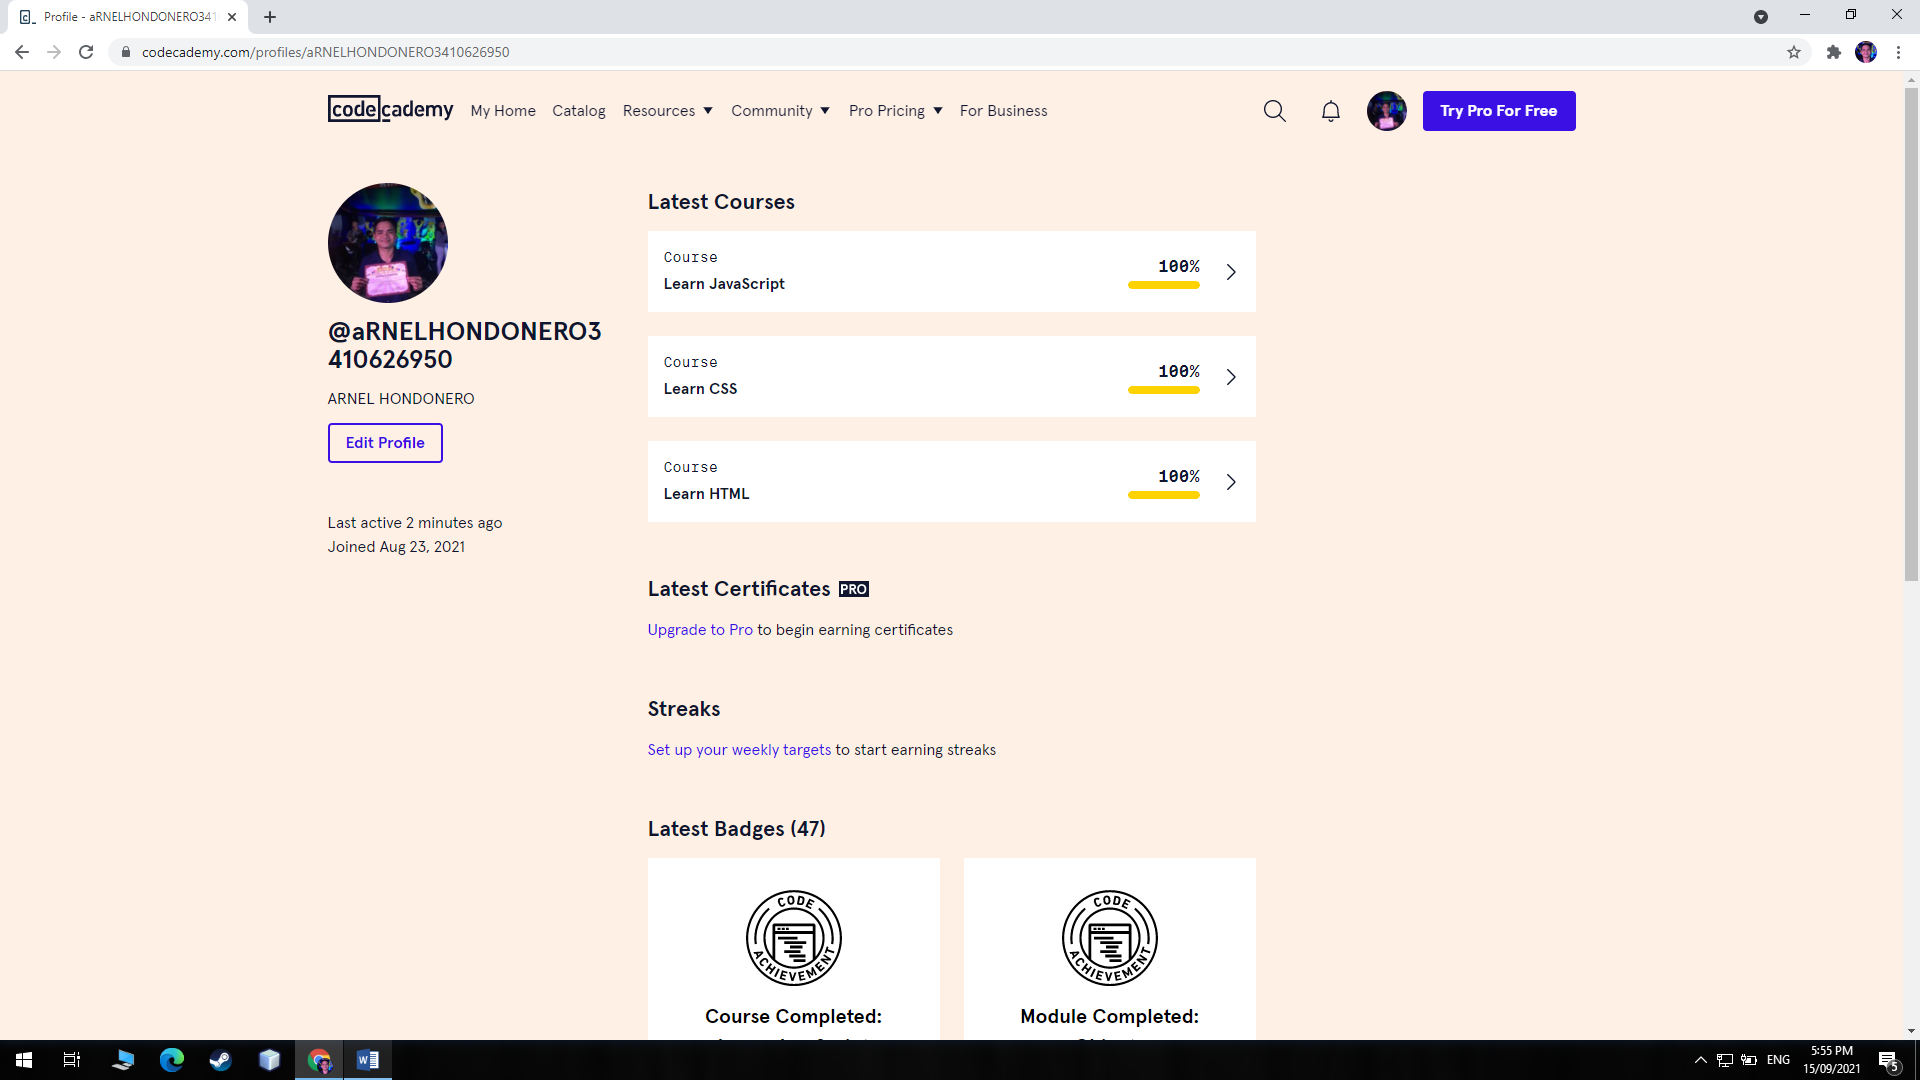 Profile - aRNELHONDONERO341
codecademy.com/profiles/aRNELHONDONERO3410626950
codecademy My Home Catalog Resources Community Pro Pricing For Business Try Pro For Free
@aRNELHONDONERO3
410626950
ARNEL HONDONERO
Edit Profile
Last active 2 minutes ago
Joined Aug 23, 2021
Latest Courses
Course
Learn JavaScript
100%
Course
Learn CSS
100%
Course
Learn HTML
100%
Latest Certificates PRO
Upgrade to Pro to begin earning certificates
Streaks
Set up your weekly targets to start earning streaks
Latest Badges (47)
CODE
ACHIEVEMENT
Course Completed:
CODE
ACHIEVEMENT
Module Completed:
ENG
5:55 PM
15/09/2021
5